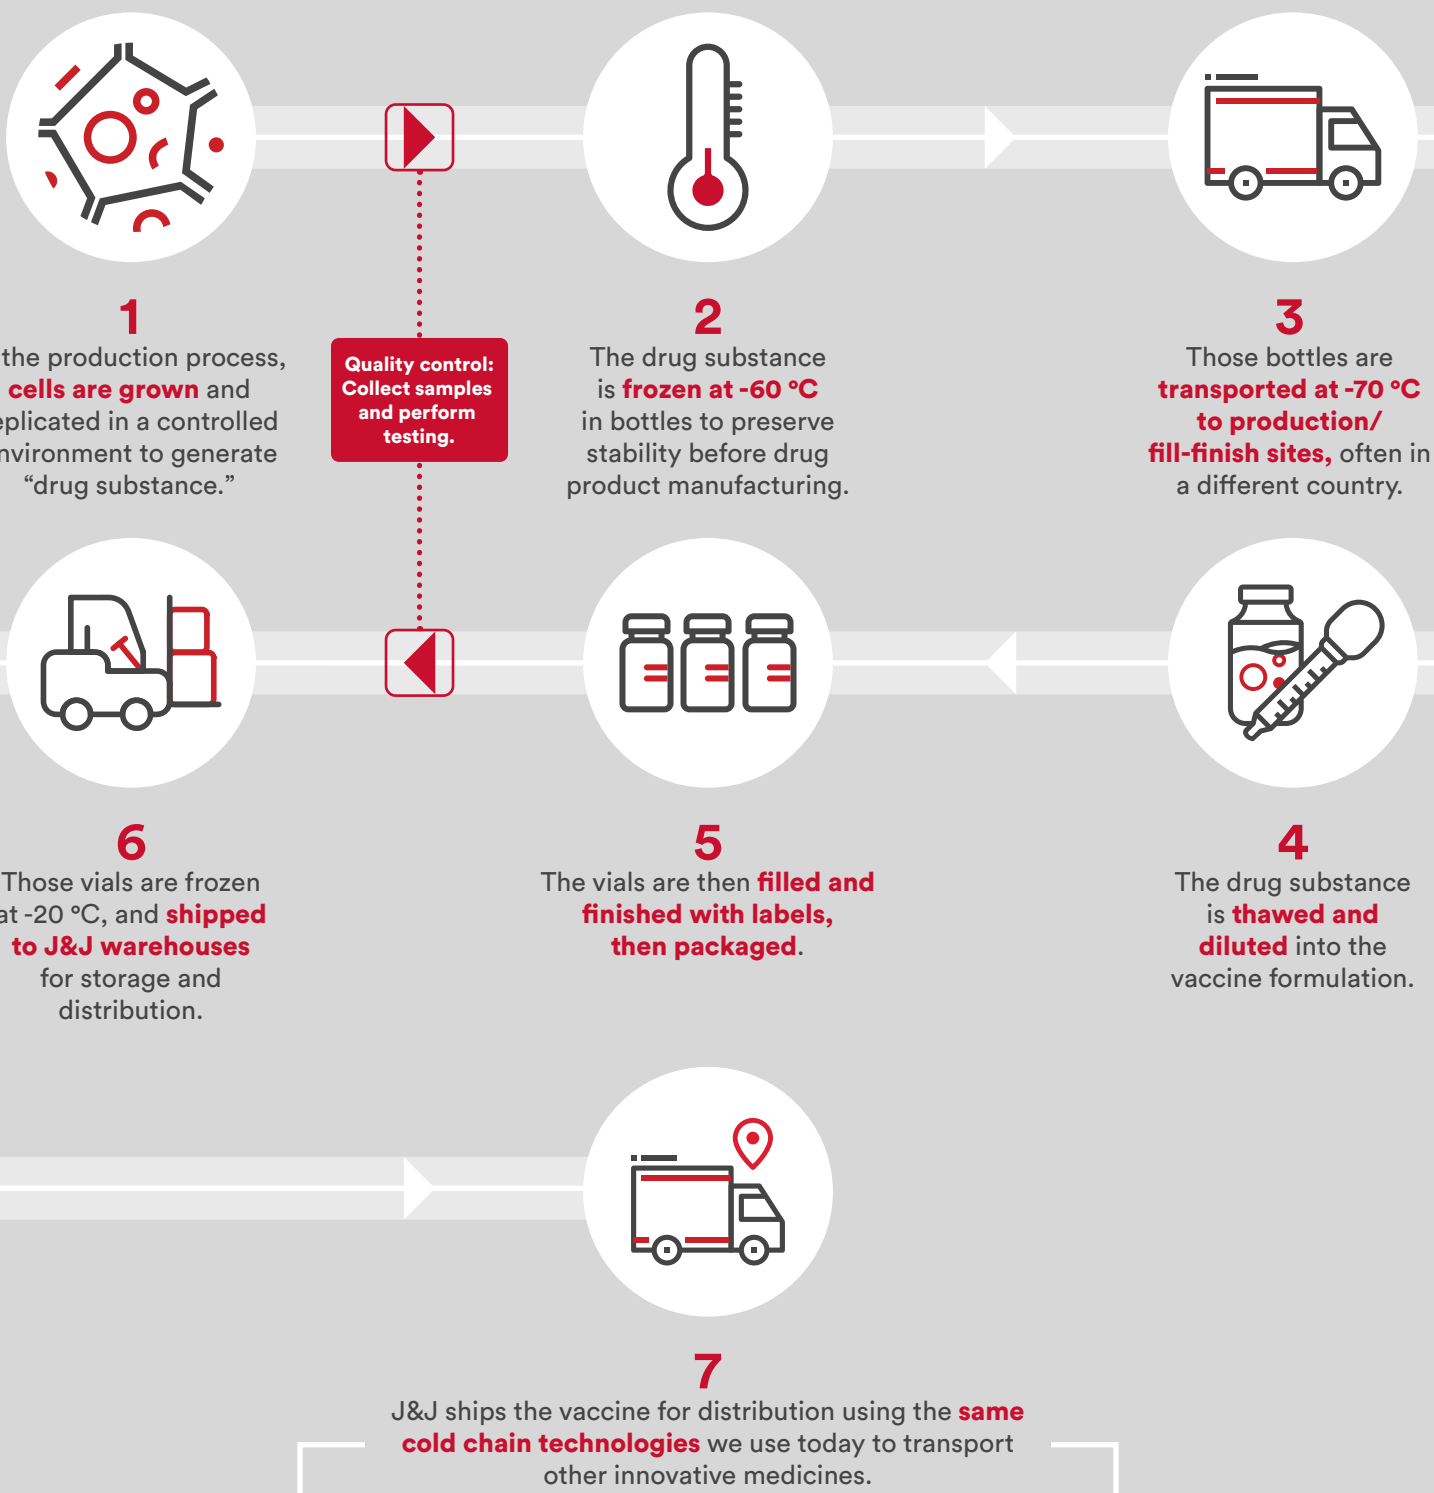 1
the production process,
cells are grown and
replicated in a controlled
environment to generate
“drug substance.”
Quality control:
Collect samples
and perform
testing.
2
The drug substance
is frozen at -60 °C
in bottles to preserve
stability before drug
product manufacturing.
3
Those bottles are
transported at -70 °C
to production/
fill-finish sites, often in
a different country.
6
Those vials are frozen
at -20 °C, and shipped
to J&J warehouses
for storage and
distribution.
5
The vials are then filled and
finished with labels,
then packaged.
4
The drug substance
is thawed and
diluted into the
vaccine formulation.
7
J&J ships the vaccine for distribution using the same
cold chain technologies we use today to transport
other innovative medicines.